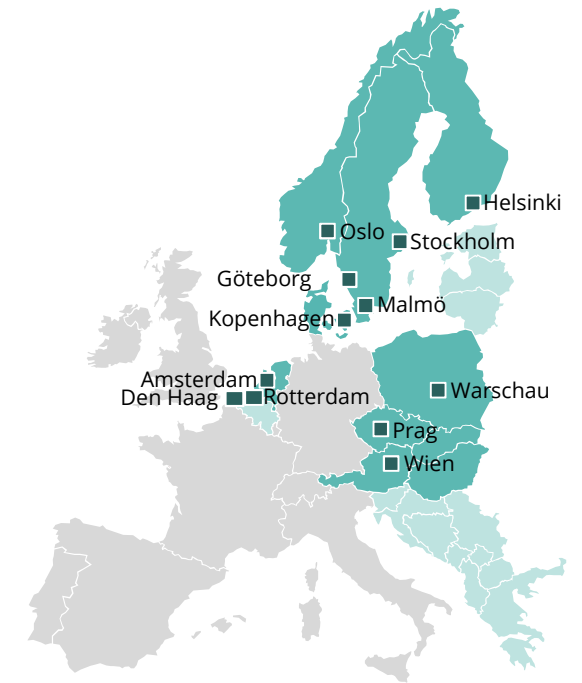 Helsinki
Oslo
Stockholm
Göteborg
Malmö
Kopenhagen
Amsterdam
Den Haag
Rotterdam
Warschau
Prag
Wien